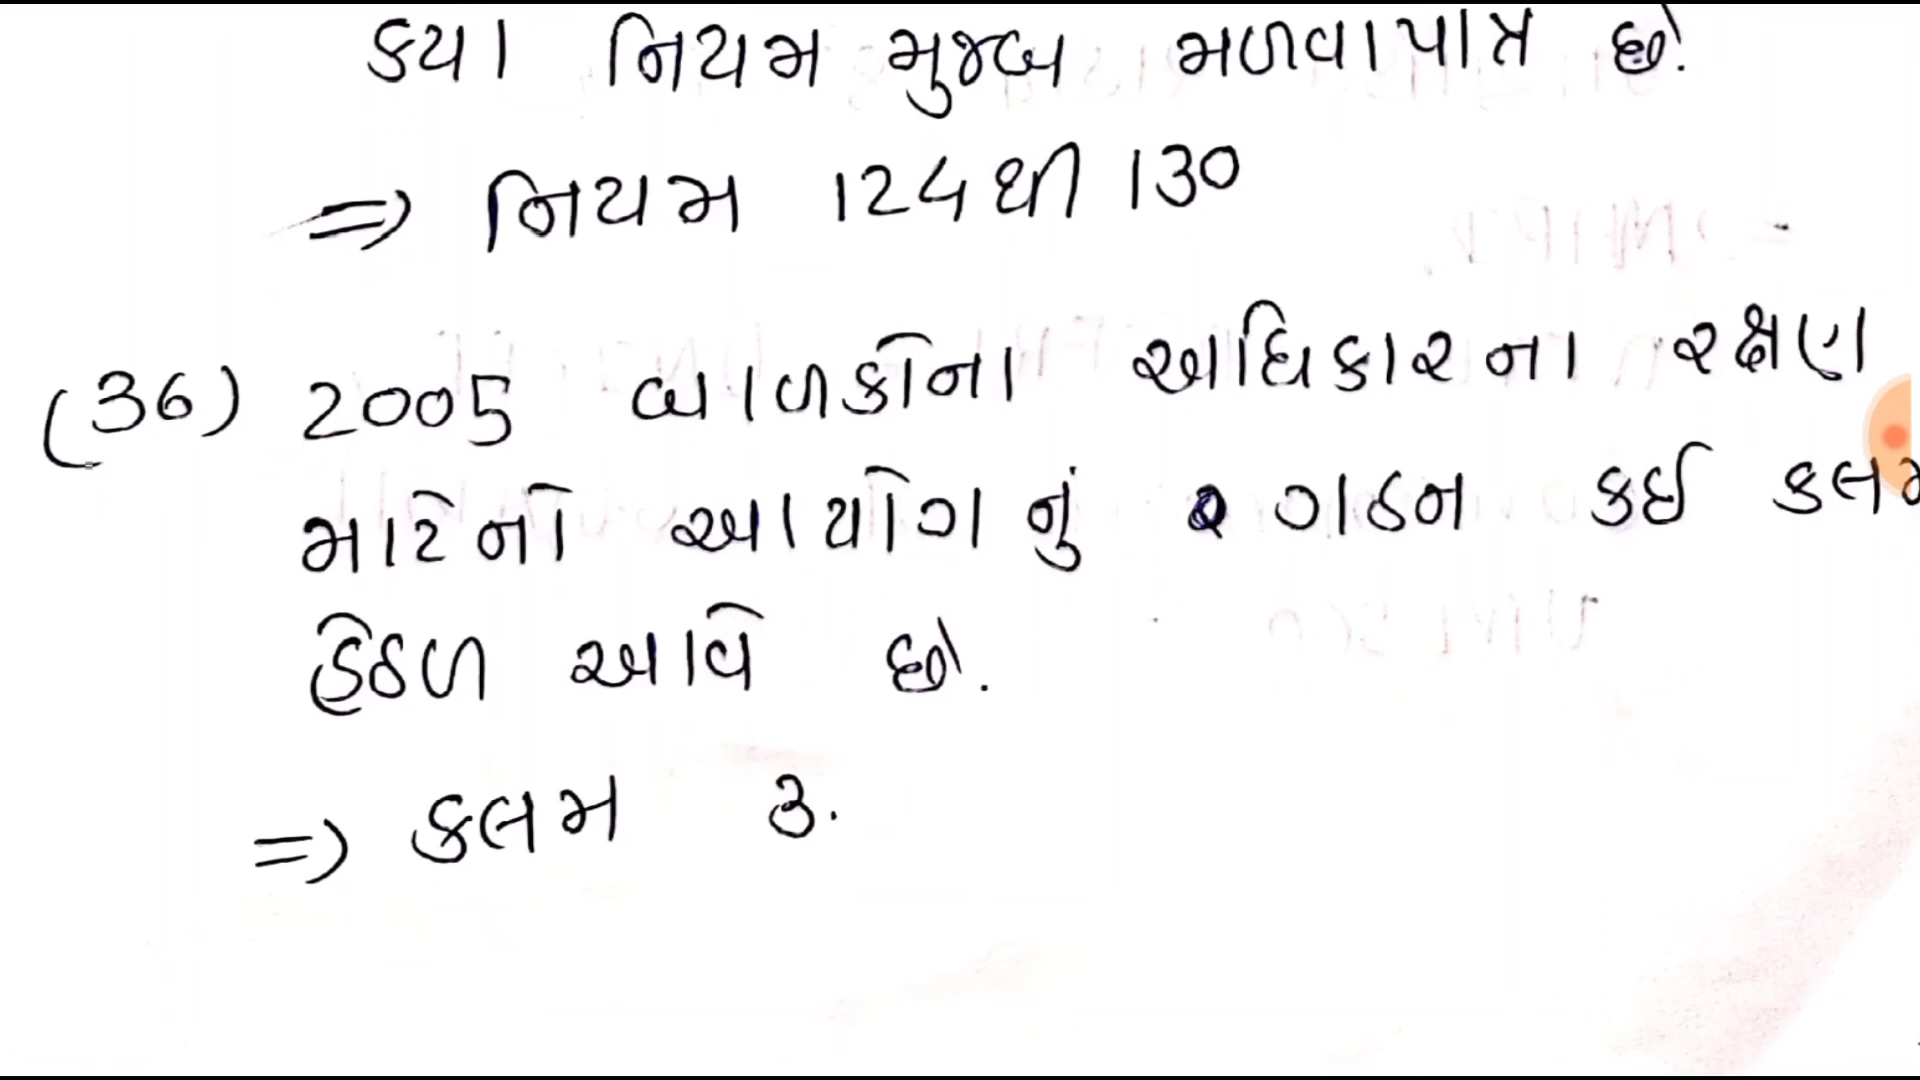 કયા નિયમ મુજબ મળવાપાત્ર છે.
⇒ નિયમ 124 થી 130
(36) 2005 બાળકોના અધિકારના રક્ષણ
માટેનો આયોગનું ગઠન કઈ કલમ
હેઠળ આવે છે.
⇒ કલમ 3.